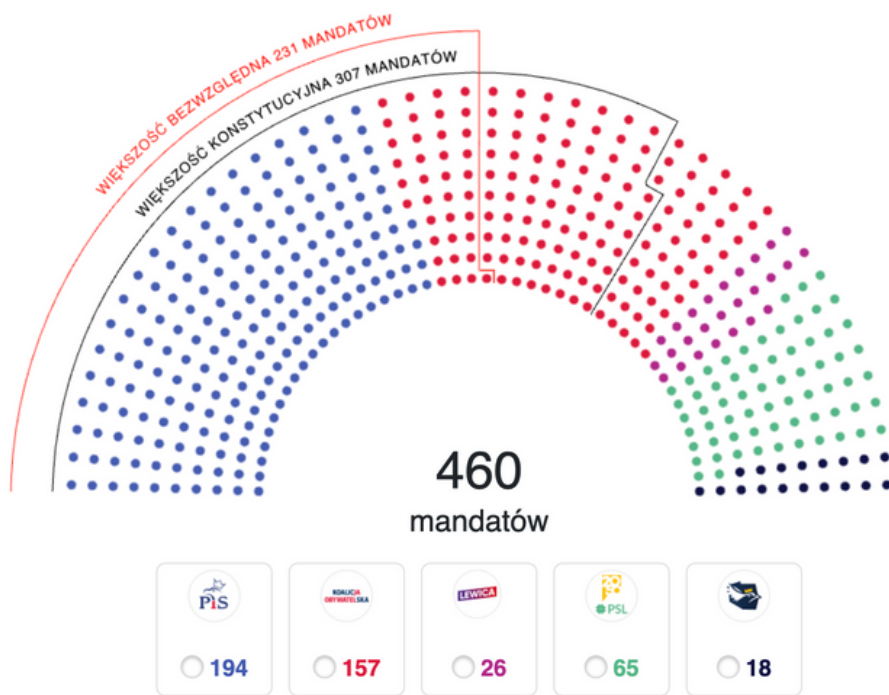 WIĘKSZOŚĆ BEZWZGLĘDNA 231 MANDATÓW
WIĘKSZOŚĆ KONSTYTUCYJNA 307 MANDATÓW
460
mandatów
PiS
KOALICJA
OBYWATELSKA
LEWICA
PSL
194
157
26
65
18